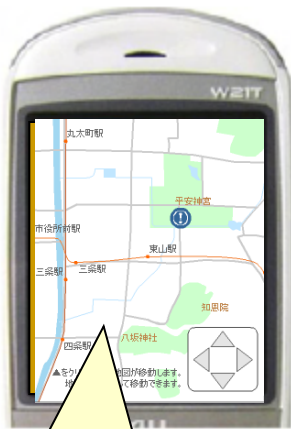 W21T
丸太町駅
平安神宮
市役所前駅
東山駅
三条駅
三条駅
知恩院
八坂神社
四条駅
▲をクリ 地図が移動します。
地 て移動できます。